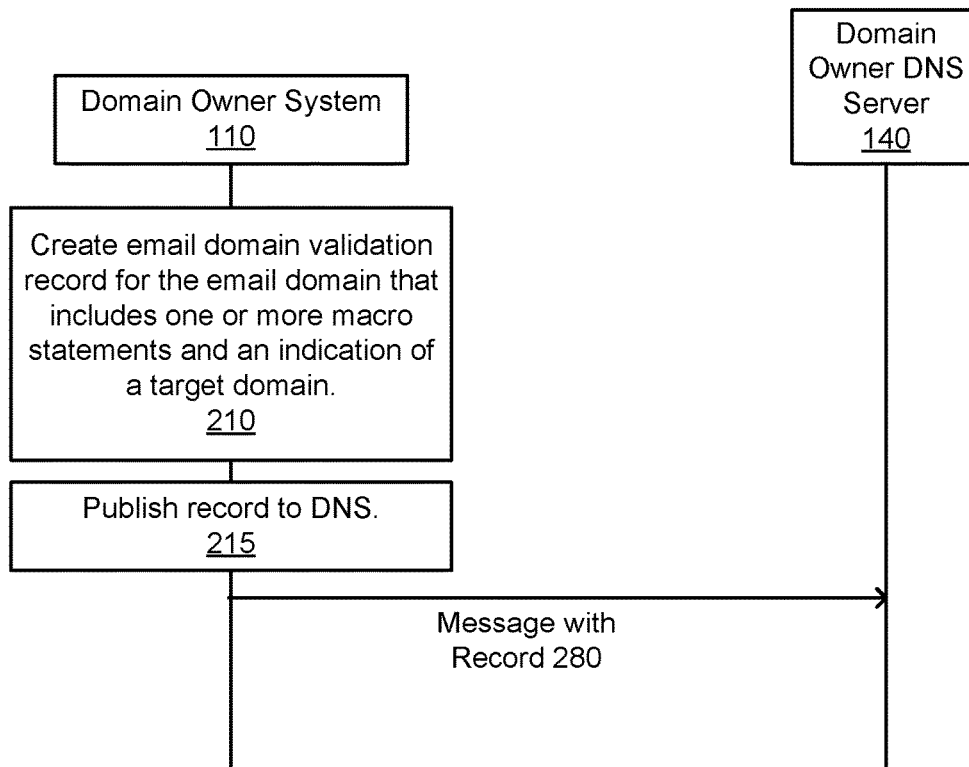 Domain
Owner DNS
Server
140
Domain Owner System
110
Create email domain validation
record for the email domain that
includes one or more macro
statements and an indication of
a target domain.
210
Publish record to DNS.
215
Message with
Record 280